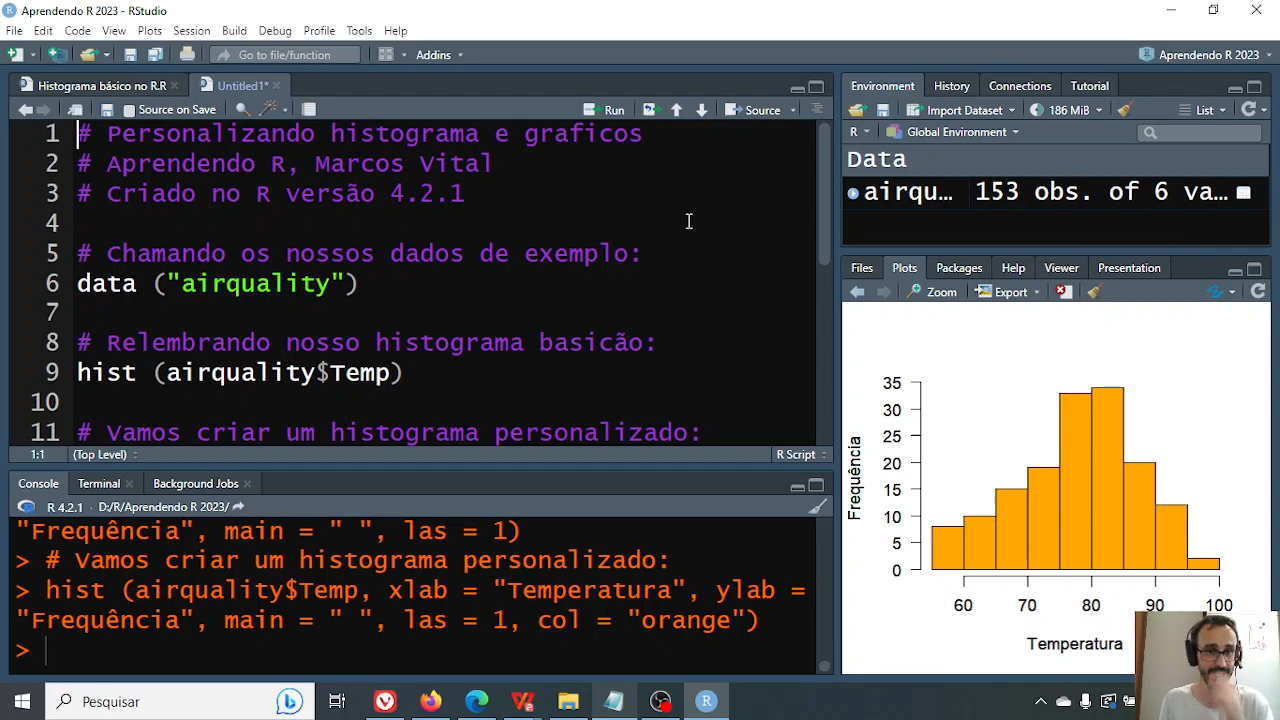 Aprendendo R 2023 - RStudio
File Edit Code View Plots Session Build Debug Profile Tools Help
Go to file/function Addins Aprendendo R 2023
Histograma básico no R.R Untitled1*
Source on Save Run Source
1 # Personalizando histograma e graficos
2 # Aprendendo R, Marcos Vital
3 # Criado no R versão 4.2.1
4
5 # Chamando os nossos dados de exemplo:
6 data ("airquality")
7
8 # Relembrando nosso histograma basicão:
9 hist (airquality$Temp)
10
11 # Vamos criar um histograma personalizado:
1:1 (Top Level) R Script
Console Terminal Background Jobs
R 4.2.1 · D:/R/Aprendendo R 2023/
"Frequência", main = " ", las = 1)
> # Vamos criar um histograma personalizado:
> hist (airquality$Temp, xlab = "Temperatura", ylab =
"Frequência", main = " ", las = 1, col = "orange")
>
Environment History Connections Tutorial
Import Dataset 186 MiB List
R Global Environment
Data
airqu… 153 obs. of 6 va…
Files Plots Packages Help Viewer Presentation
Zoom Export
35
30
25
20
15
10
5
0
Frequência
60 70 80 90 100
Temperatura
Pesquisar